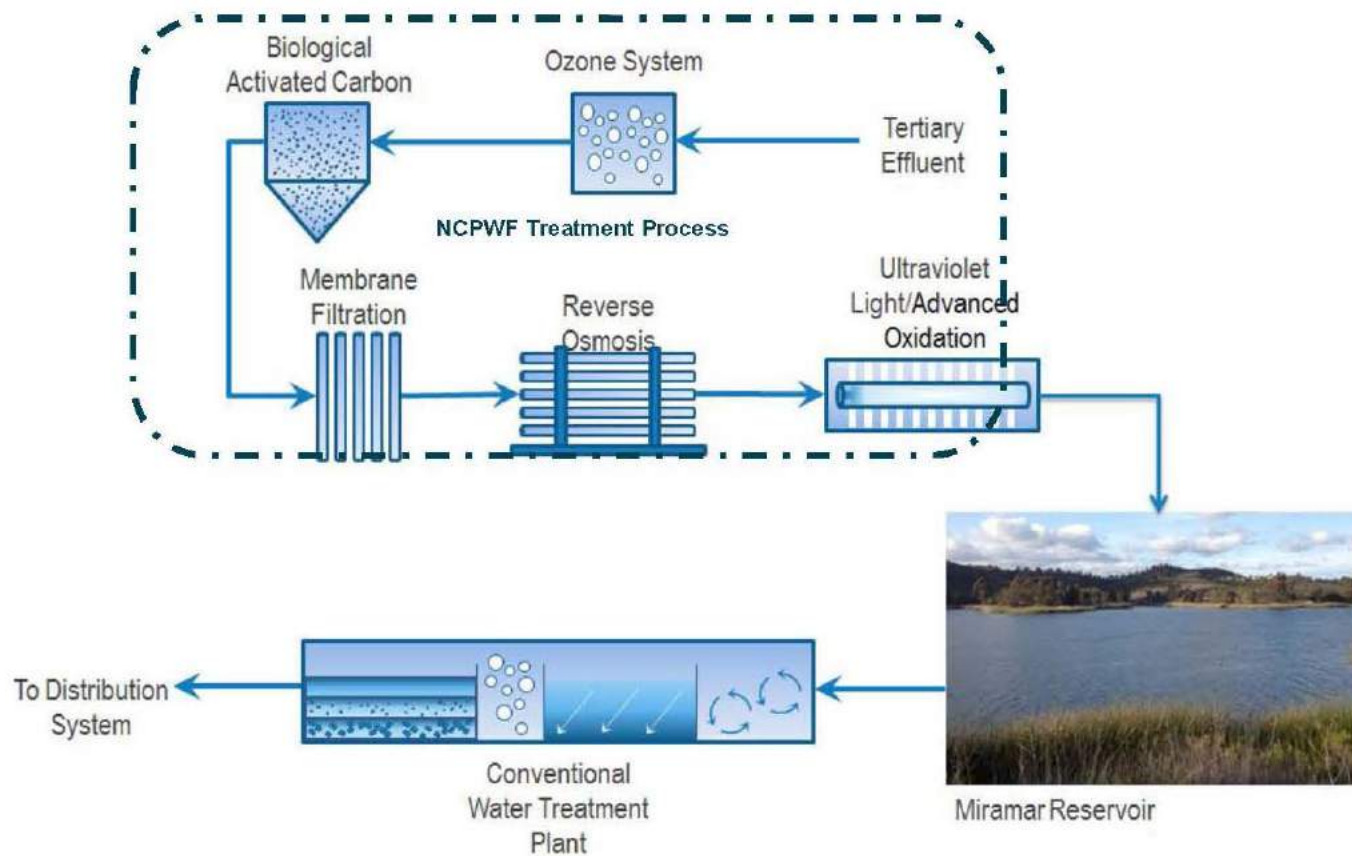 Biological
Activated Carbon
Ozone System
Tertiary
Effluent
NCPWF Treatment Process
Membrane
Filtration
Reverse
Osmosis
Ultraviolet
Light/Advanced
Oxidation
To Distribution
System
Conventional
Water Treatment
Plant
Miramar Reservoir